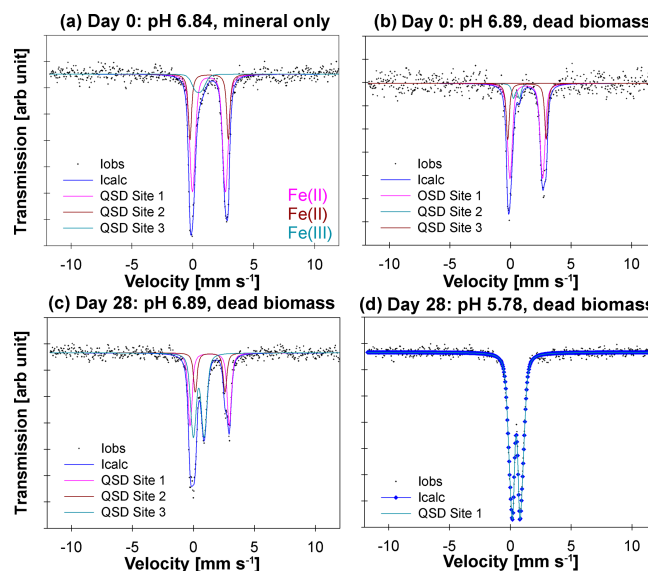 (a) Day 0: pH 6.84, mineral only
Transmission [arb unit]
Iobs
Icalc
QSD Site 1
QSD Site 2
QSD Site 3
Fe(II)
Fe(II)
Fe(III)
-10 -5 0 5 10
Velocity [mm s-1]
(b) Day 0: pH 6.89, dead biomass
Iobs
Icalc
QSD Site 1
QSD Site 2
QSD Site 3
-10 -5 0 5 10
Velocity [mm s-1]
(c) Day 28: pH 6.89, dead biomass
Transmission [arb unit]
Iobs
Icalc
QSD Site 1
QSD Site 2
QSD Site 3
-10 -5 0 5 10
Velocity [mm s-1]
(d) Day 28: pH 5.78, dead biomass
Iobs
Icalc
QSD Site 1
-10 -5 0 5 10
Velocity [mm s-1]